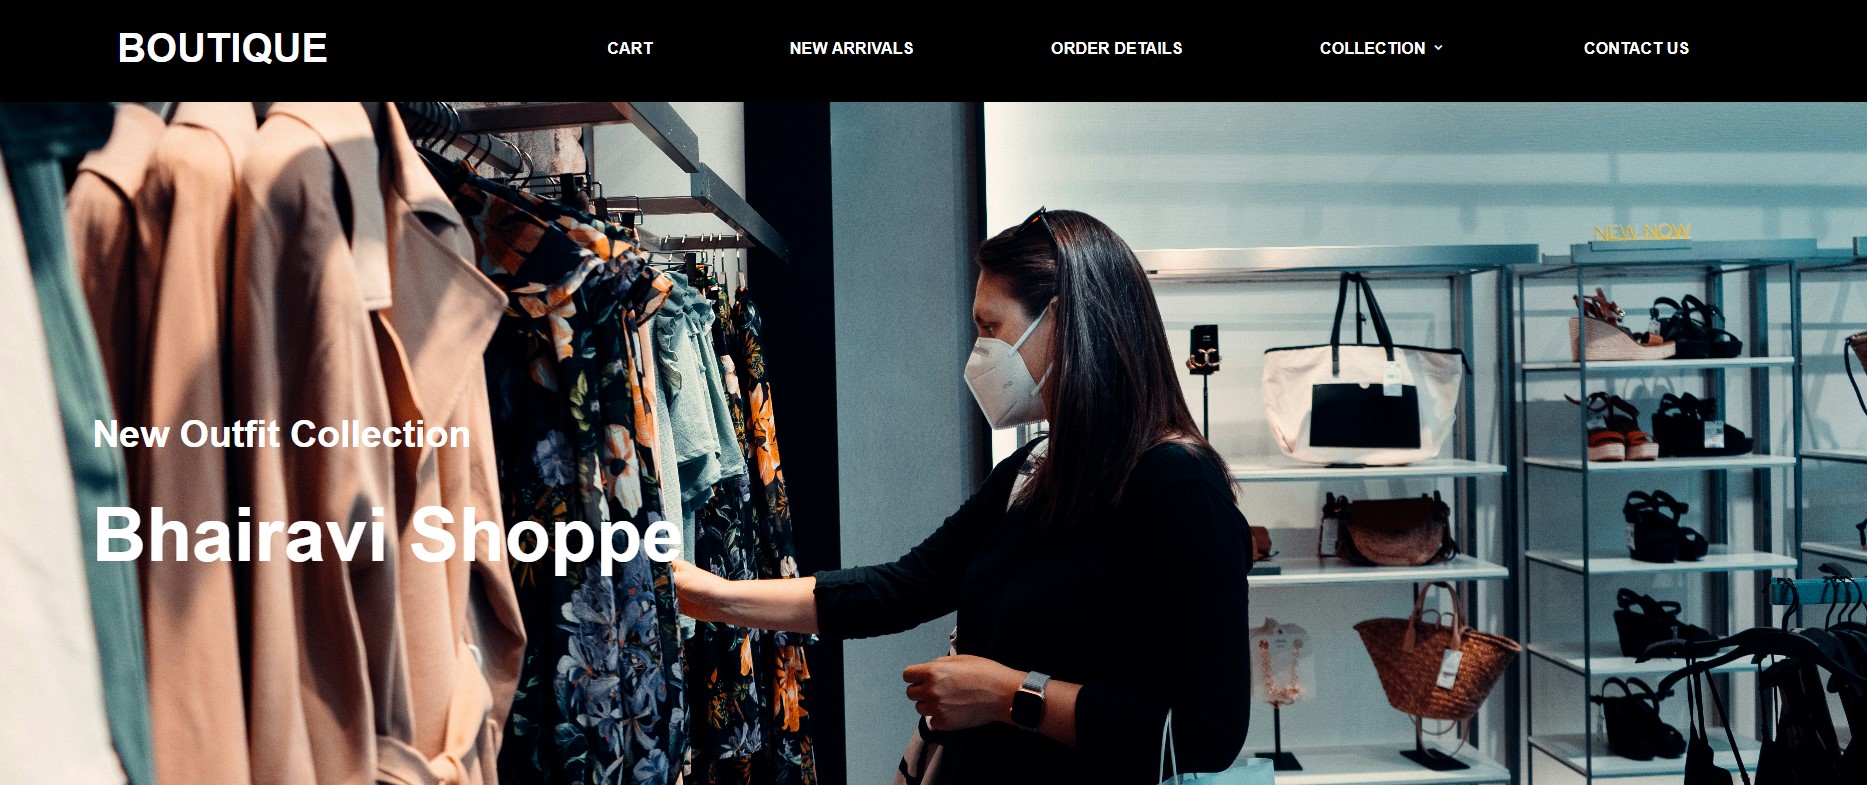 BOUTIQUE
CART
NEW ARRIVALS
ORDER DETAILS
COLLECTION
CONTACT US
NEW NOW
New Outfit Collection
Bhairavi Shoppe